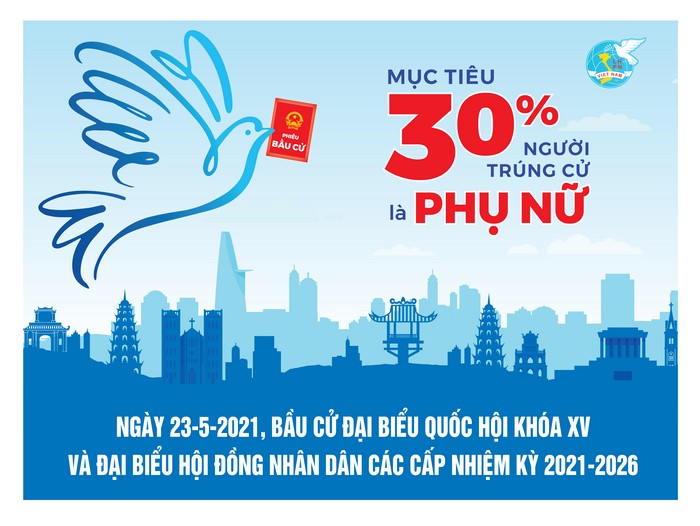 MỤC TIÊU
30%
NGƯỜI
TRÚNG CỬ
là PHỤ NỮ
PHIẾU
BẦU CỬ
VIỆT NAM
NGÀY 23-5-2021, BẦU CỬ ĐẠI BIỂU QUỐC HỘI KHÓA XV
VÀ ĐẠI BIỂU HỘI ĐỒNG NHÂN DÂN CÁC CẤP NHIỆM KỲ 2021-2026